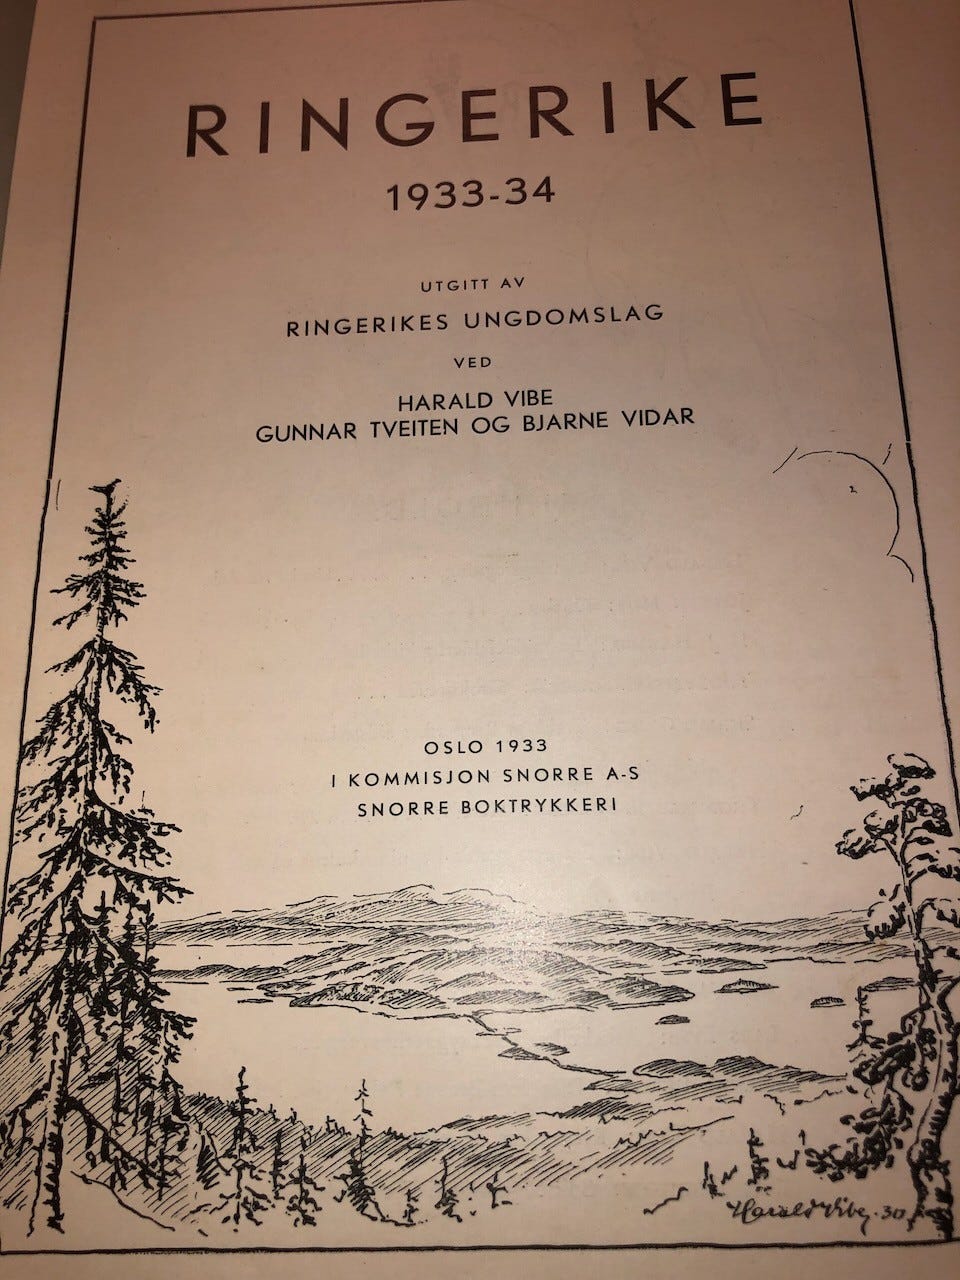 RINGERIKE
1933-34
UTGITT AV
RINGERIKES UNGDOMSLAG
VED
HARALD VIBE
GUNNAR TVEITEN OG BJARNE VIDAR
OSLO 1933
I KOMMISJON SNORRE A-S
SNORRE BOKTRYKKERI
Harald Vibe, -30